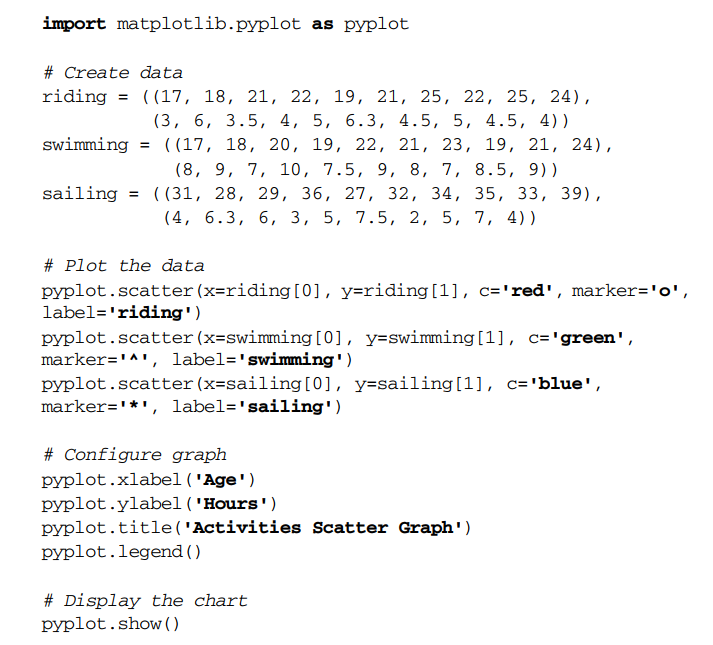 import matplotlib.pyplot as pyplot
# Create data
riding = ((17, 18, 21, 22, 19, 21, 25, 22, 25, 24),
(3, 6, 3.5, 4, 5, 6.3, 4.5, 5, 4.5, 4))
swimming = ((17, 18, 20, 19, 22, 21, 23, 19, 21, 24),
(8, 9, 7, 10, 7.5, 9, 8, 7, 8.5, 9))
sailing = ((31, 28, 29, 36, 27, 32, 34, 35, 33, 39),
(4, 6.3, 6, 3, 5, 7.5, 2, 5, 7, 4))
# Plot the data
pyplot.scatter(x=riding[0], y=riding[1], c='red', marker='o',
label='riding')
pyplot.scatter(x=swimming[0], y=swimming[1], c='green',
marker='^', label='swimming')
pyplot.scatter(x=sailing[0], y=sailing[1], c='blue',
marker='*', label='sailing')
# Configure graph
pyplot.xlabel('Age')
pyplot.ylabel('Hours')
pyplot.title('Activities Scatter Graph')
pyplot.legend()
# Display the chart
pyplot.show()